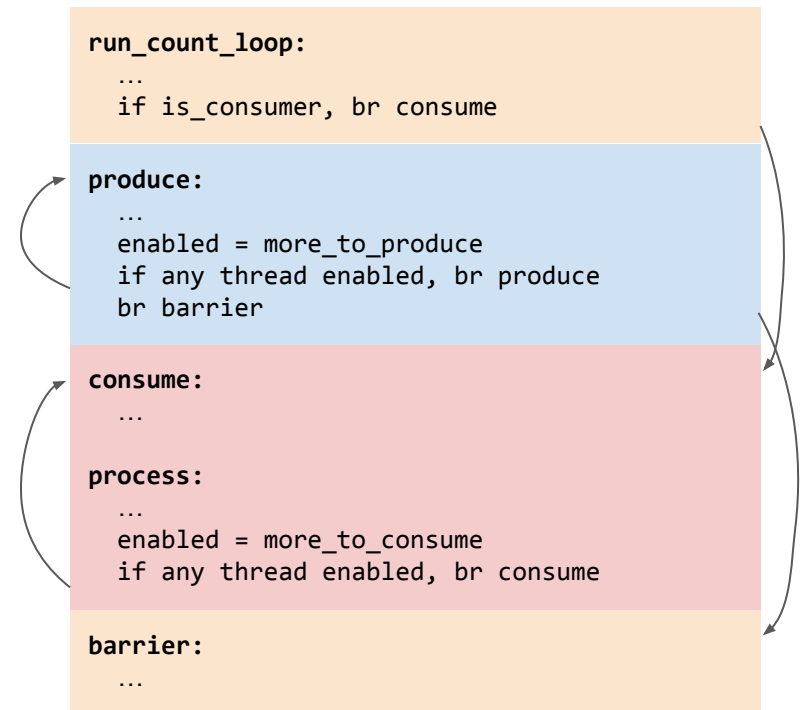 run_count_loop:
…
if is_consumer, br consume
produce:
…
enabled = more_to_produce
if any thread enabled, br produce
br barrier
consume:
…
process:
…
enabled = more_to_consume
if any thread enabled, br consume
barrier:
…